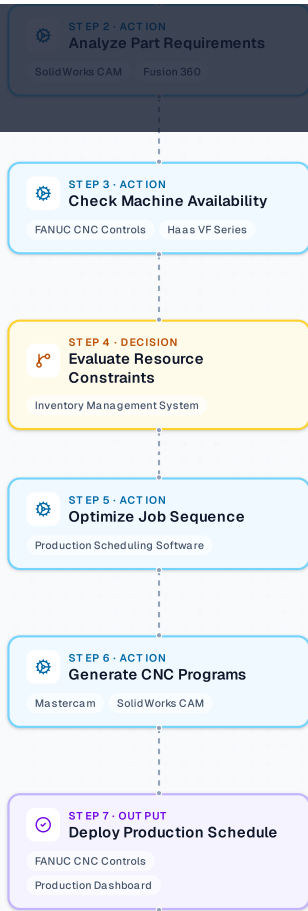 STEP 2 · ACTION
Analyze Part Requirements
SolidWorks CAM Fusion 360
STEP 3 · ACTION
Check Machine Availability
FANUC CNC Controls Haas VF Series
STEP 4 · DECISION
Evaluate Resource
Constraints
Inventory Management System
STEP 5 · ACTION
Optimize Job Sequence
Production Scheduling Software
STEP 6 · ACTION
Generate CNC Programs
Mastercam SolidWorks CAM
STEP 7 · OUTPUT
Deploy Production Schedule
FANUC CNC Controls
Production Dashboard